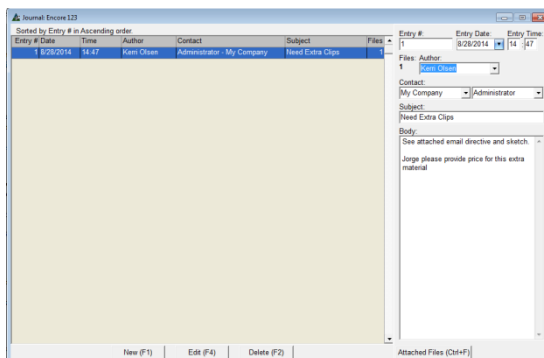 Journal: Encore123
Sorted by Entry # in Ascending order.
Entry # Date Time Author Contact Subject Files
1 8/28/2014 14:47 Kerri Olsen Administrator - My Company Need Extra Clips 1
New (F1) Edit (F4) Delete (F2)
Entry #: Entry Date: Entry Time:
1 8/28/2014 14 : 47
Files: Author:
1 Kerri Olsen
Contact:
My Company Administrator
Subject:
Need Extra Clips
Body:
See attached email directive and sketch.
Jorge please provide price for this extra
material
Attached Files (Ctrl+F)